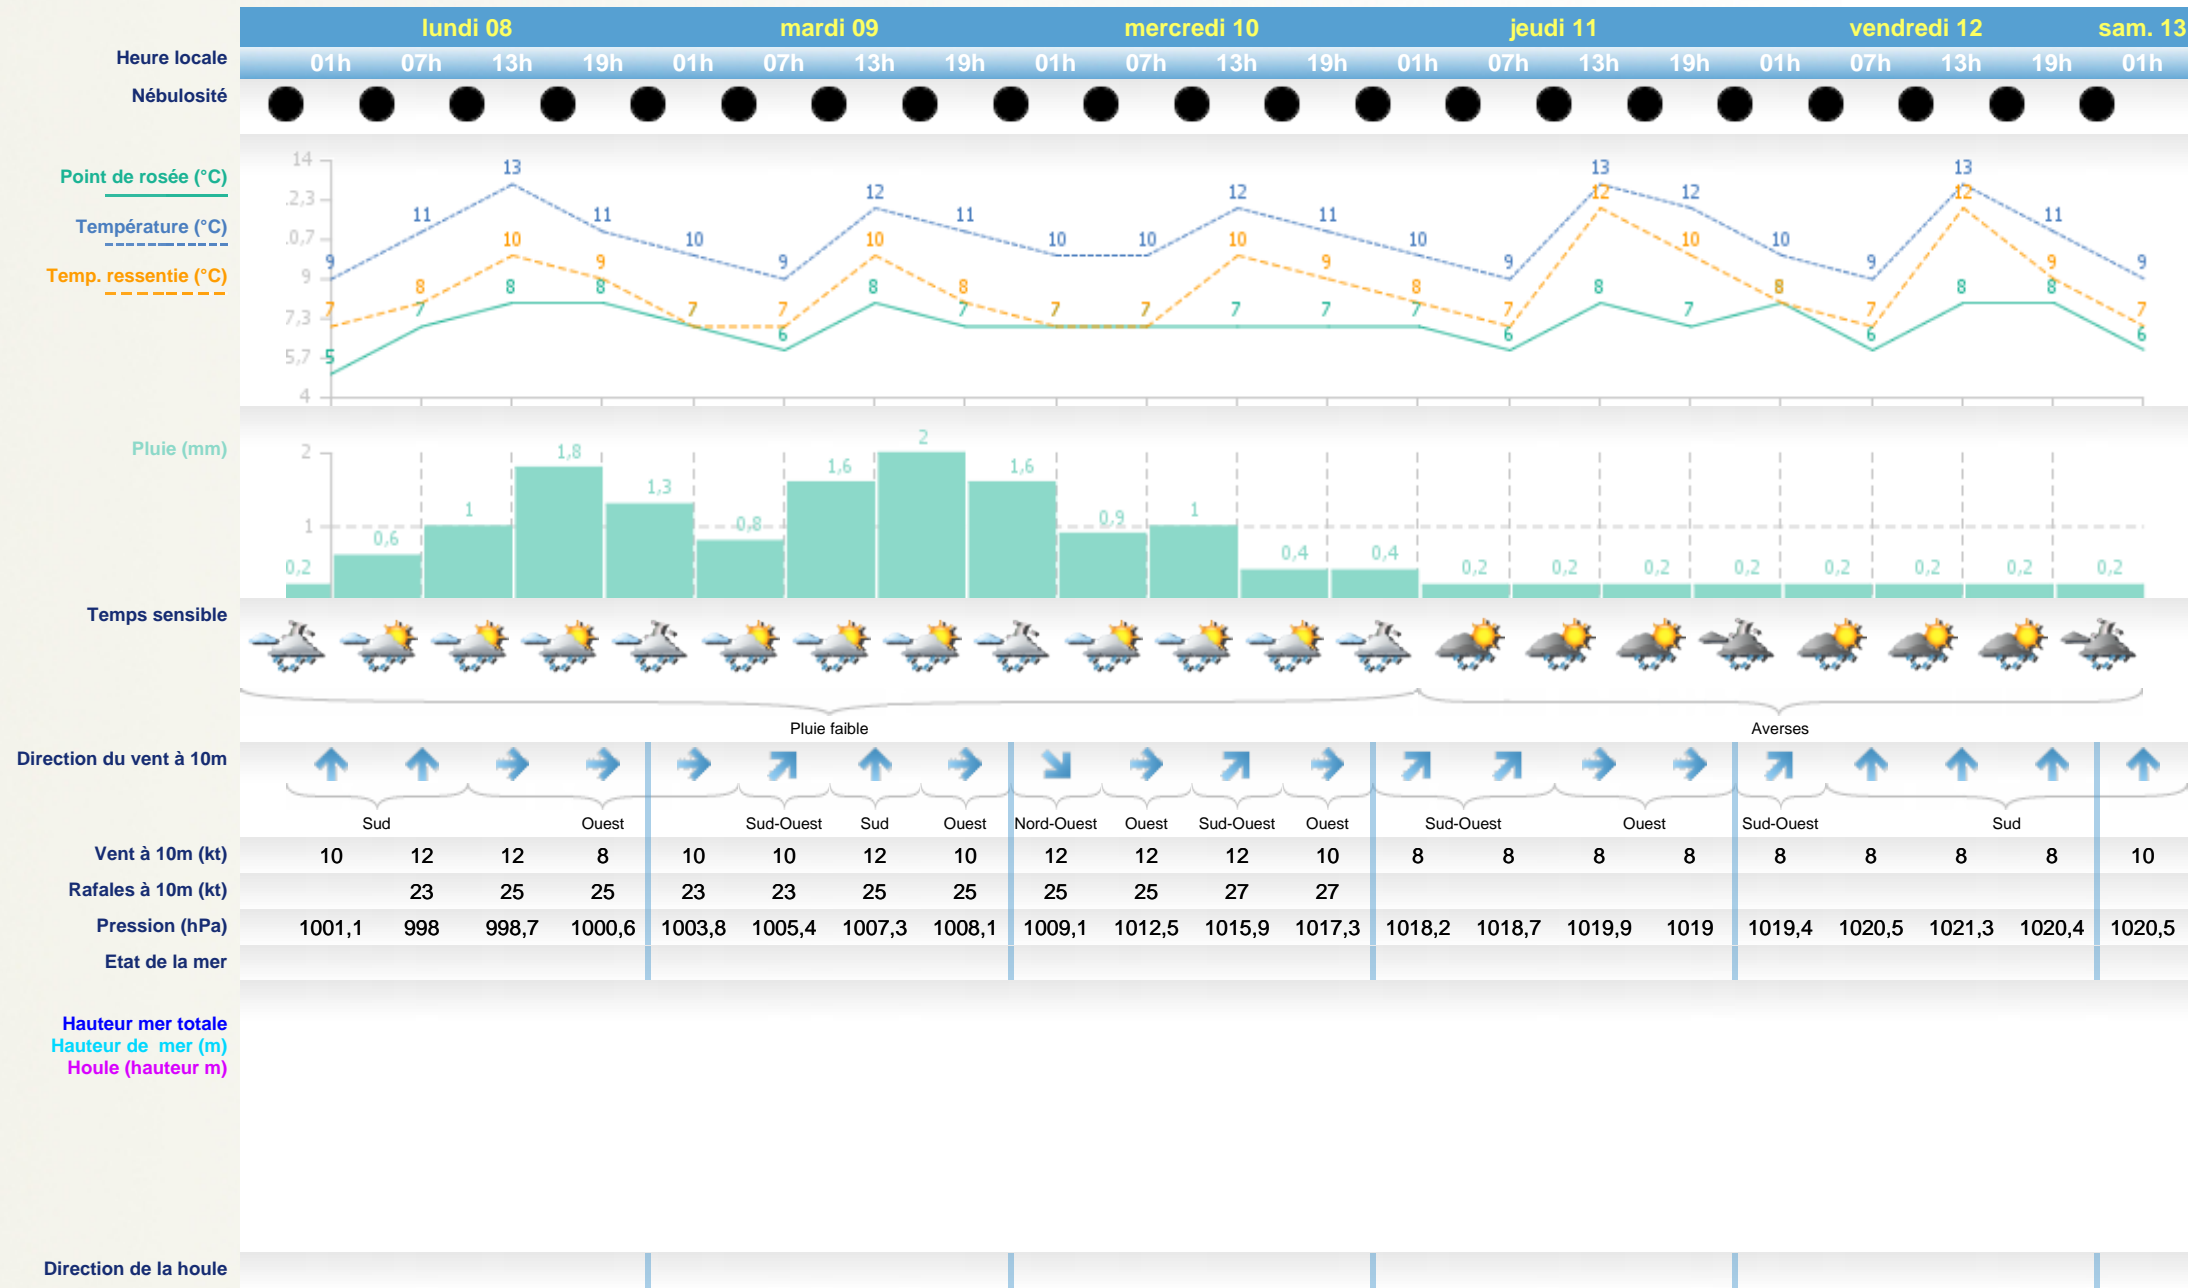 lundi 08 mardi 09 mercredi 10 jeudi 11 vendredi 12 sam. 13
Heure locale 01h 07h 13h 19h 01h 07h 13h 19h 01h 07h 13h 19h 01h 07h 13h 19h 01h 07h 13h 19h 01h
Nébulosité
14
13 12 12 13 12 13
Point de rosée (°C)
2,3
11 11 11 11 11
Température (°C)
0,7
10 10 10 10 10
9 9 9 9 9
Temp. ressentie (°C)
10 10 10 12 10 12
9
7 8 9 7 7 8 7 7 9 8 7 8 7 9 7
7,3
5 7 8 8 7 6 8 7 7 7 7 7 7 6 8 7 8 6 8 8 6
5,7
4
Pluie (mm)
2
1
0,2 0,6 1 1,8 1,3 0,8 1,6 2 1,6 0,9 1 0,4 0,4 0,2 0,2 0,2 0,2 0,2 0,2 0,2 0,2
Temps sensible
Pluie faible Averses
Direction du vent à 10m
Sud Ouest Sud-Ouest Sud Ouest Nord-Ouest Ouest Sud-Ouest Ouest Sud-Ouest Ouest Sud-Ouest Sud
Vent à 10m (kt) 10 12 12 8 10 10 12 10 12 12 12 10 8 8 8 8 8 8 8 8 10
Rafales à 10m (kt) 23 25 25 23 23 25 25 25 25 27 27
Pression (hPa) 1001,1 998 998,7 1000,6 1003,8 1005,4 1007,3 1008,1 1009,1 1012,5 1015,9 1017,3 1018,2 1018,7 1019,9 1019 1019,4 1020,5 1021,3 1020,4 1020,5
Etat de la mer
Hauteur mer totale
Hauteur de mer (m)
Houle (hauteur m)
Direction de la houle